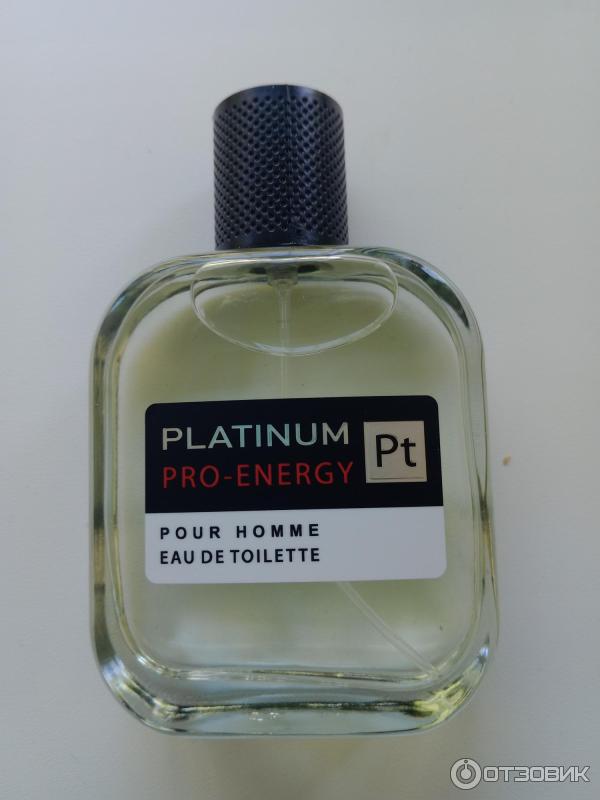 PLATINUM
PRO-ENERGY
Pt
POUR HOMME
EAU DE TOILETTE
ОТЗОВИК